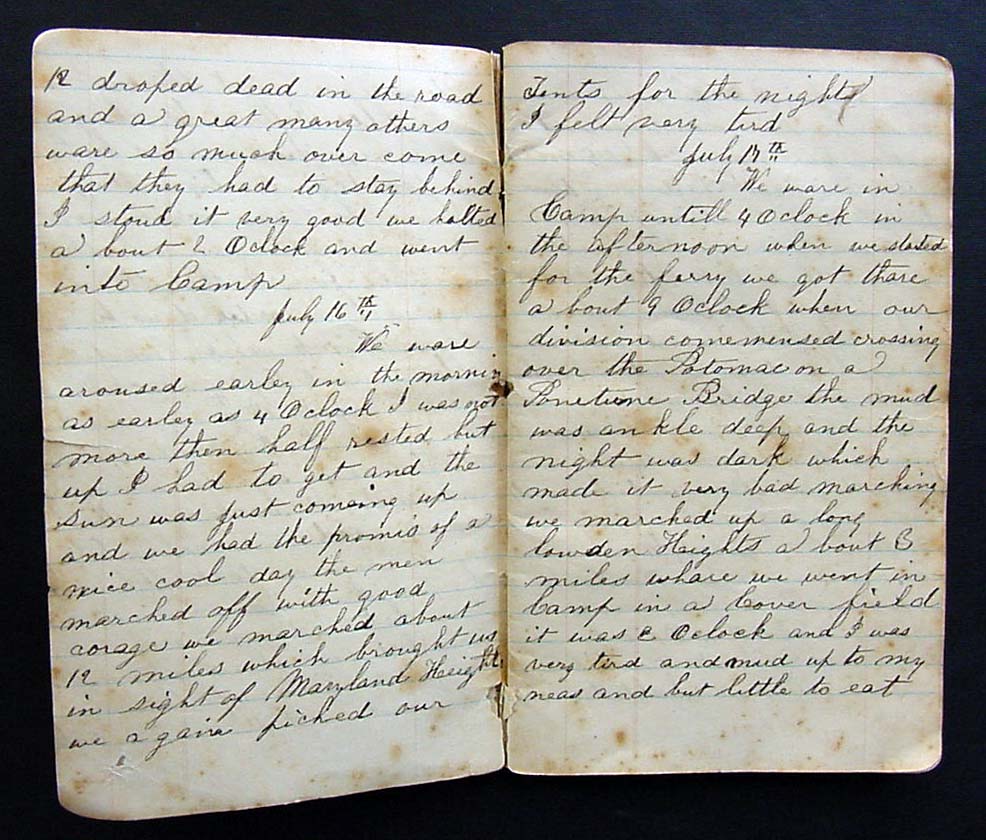 12 droped dead in the road
and a great many others
ware so much over come
that they had to stay behind
I stoud it very good we halted
a bout 2 Oclock and went
into Camp
July 16th
We ware
aroused earley in the mornin
as earley as 4 Oclock I was not
more then half rested but
up I had to get and the
sun was just comeing up
and we had the promis of a
nice cool day the men
marched off with good
corage we marched about
12 miles which brought us
in sight of Maryland Heights
we again piched our
Tents for the night
I felt very tird
July 17th
We ware in
Camp untill 4 Oclock in
the afternoon when we started
for the ferry we got thare
a bout 9 Oclock when our
division comemensed crossing
over the Potomac on a
Ponetune Bridge the mud
was ankle deep and the
night was dark which
made it very bad marching
we marched up a long
lowden Heights a bout 3
miles whare we went in
Camp in a Cover field
it was 2 Oclock and I was
very tird and mud up to my
neas and but little to eat